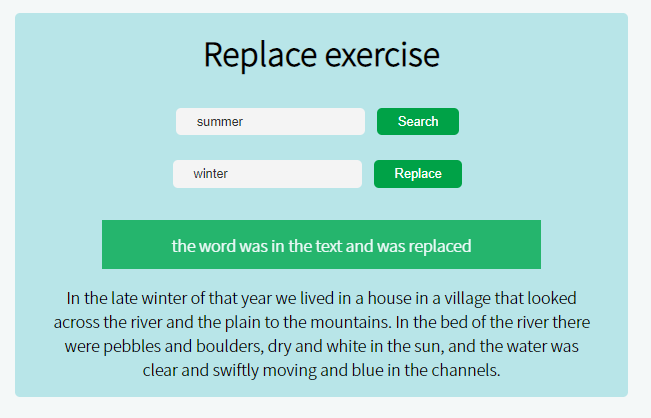 Replace exercise
summer Search
winter Replace
the word was in the text and was replaced
In the late winter of that year we lived in a house in a village that looked
across the river and the plain to the mountains. In the bed of the river there
were pebbles and boulders, dry and white in the sun, and the water was
clear and swiftly moving and blue in the channels.